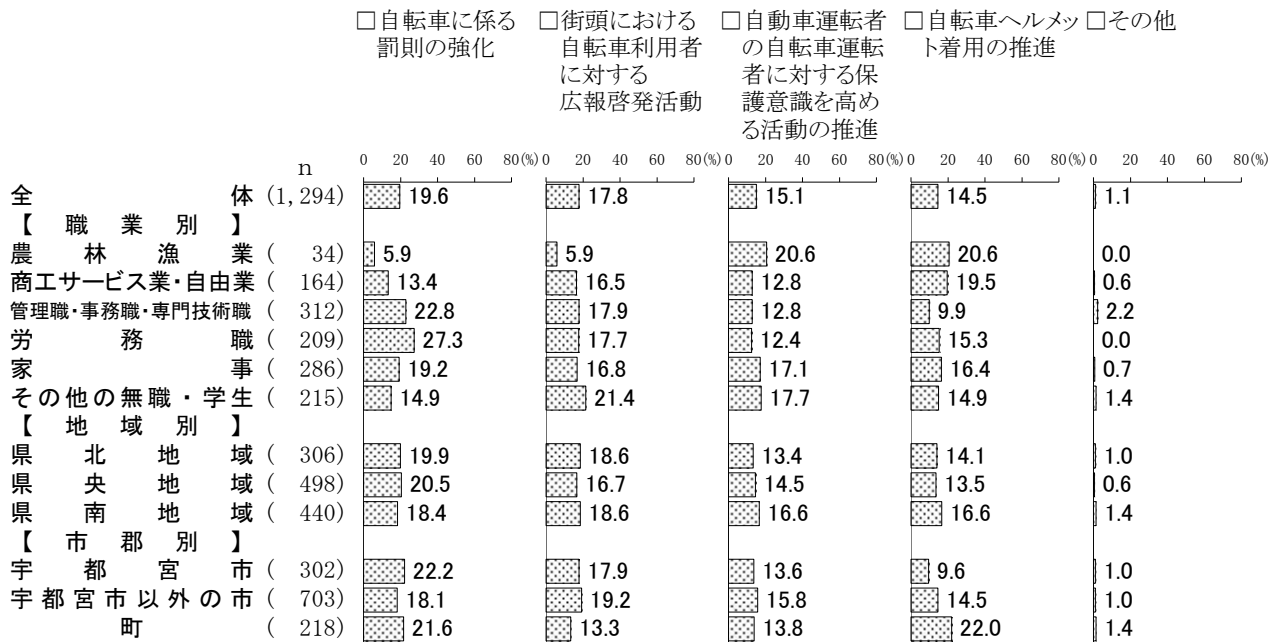 □自転車に係る罰則の強化
□街頭における自転車利用者に対する広報啓発活動
□自動車運転者の自転車運転者に対する保護意識を高める活動の推進
□自転車ヘルメット着用の推進
□その他
n 0 20 40 60 80(%) 0 20 40 60 80(%) 0 20 40 60 80(%) 0 20 40 60 80(%) 0 20 40 60 80(%)
全体 (1,294) 19.6 17.8 15.1 14.5 1.1
【職業別】
農林漁業 ( 34) 5.9 5.9 20.6 20.6 0.0
商工サービス業・自由業 ( 164) 13.4 16.5 12.8 19.5 0.6
管理職・事務職・専門技術職 ( 312) 22.8 17.9 12.8 9.9 2.2
労務職 ( 209) 27.3 17.7 12.4 15.3 0.0
家事 ( 286) 19.2 16.8 17.1 16.4 0.7
その他の無職・学生 ( 215) 14.9 21.4 17.7 14.9 1.4
【地域別】
県北地域 ( 306) 19.9 18.6 13.4 14.1 1.0
県央地域 ( 498) 20.5 16.7 14.5 13.5 0.6
県南地域 ( 440) 18.4 18.6 16.6 16.6 1.4
【市郡別】
宇都宮市 ( 302) 22.2 17.9 13.6 9.6 1.0
宇都宮市以外の市 ( 703) 18.1 19.2 15.8 14.5 1.0
町 ( 218) 21.6 13.3 13.8 22.0 1.4